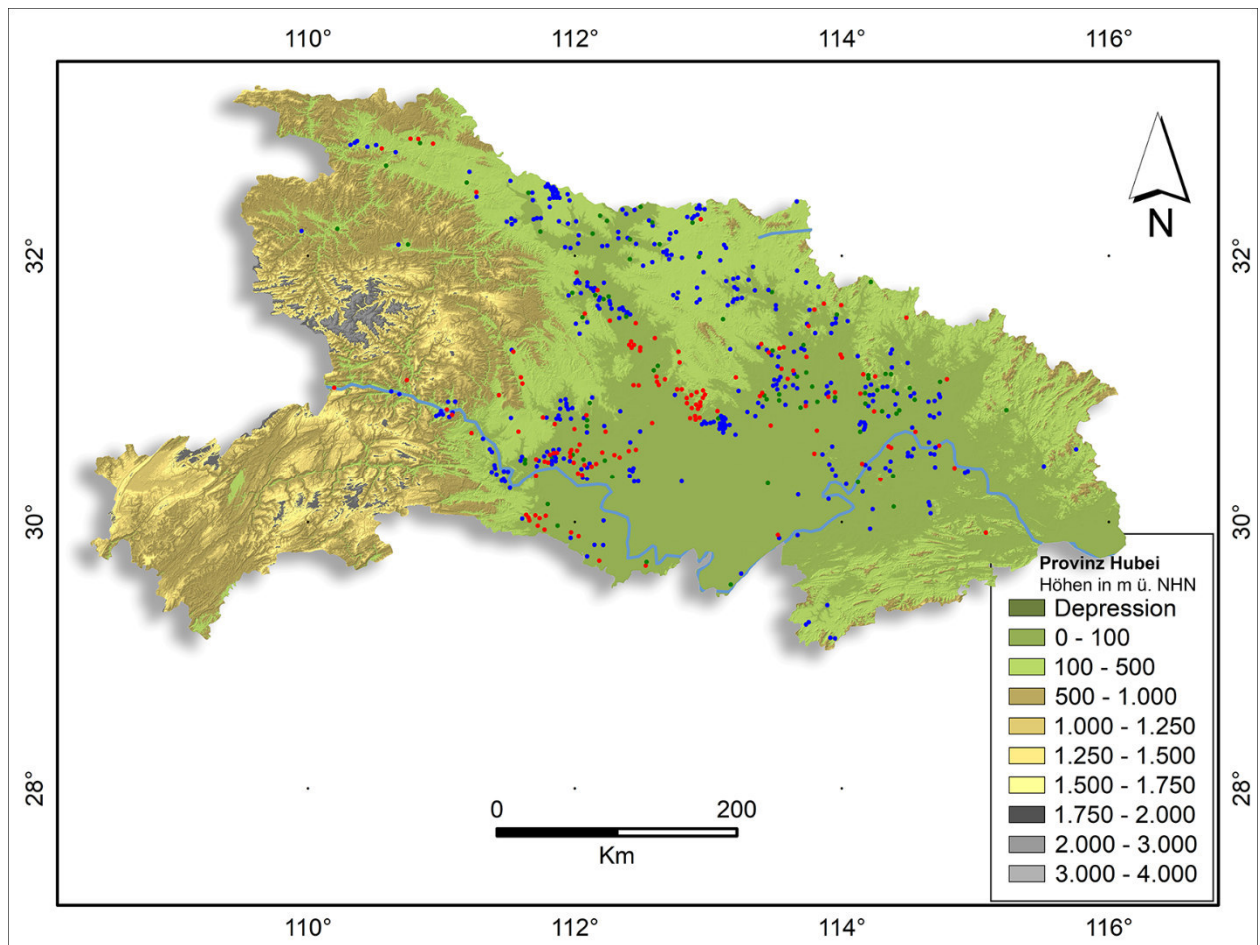 110° 112° 114° 116°
N
32° 32°
30° 30°
28° 28°
0 200
Km
Provinz Hubei
Höhen in m ü. NHN
Depression
0 - 100
100 - 500
500 - 1.000
1.000 - 1.250
1.250 - 1.500
1.500 - 1.750
1.750 - 2.000
2.000 - 3.000
3.000 - 4.000
110° 112° 114° 116°